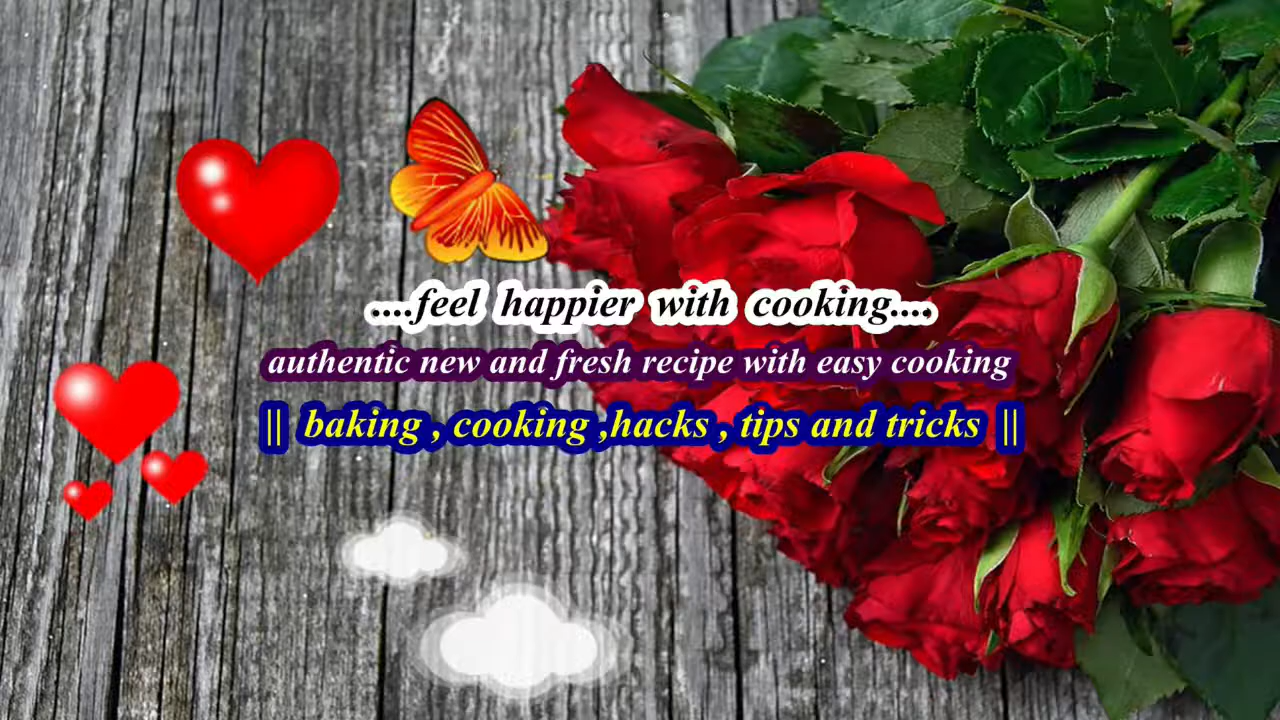 ....feel happier with cooking....
authentic new and fresh recipe with easy cooking
|| baking , cooking ,hacks , tips and tricks ||